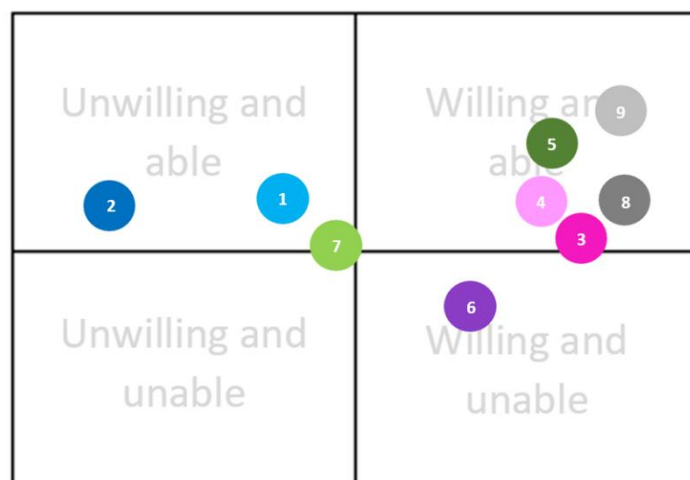 Unwilling and
able
Willing and
able
9
5
2
1
4
8
7
3
6
Unwilling and
unable
Willing and
unable